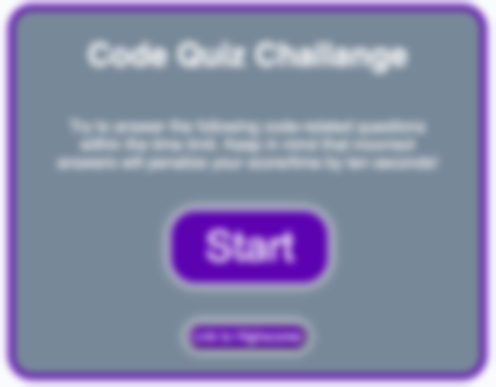 Code Quiz Challange
Try to answer the following code-related questions
within the time limit. Keep in mind that incorrect
answers will penalize your score/time by ten seconds!
Start
Link to Highscores